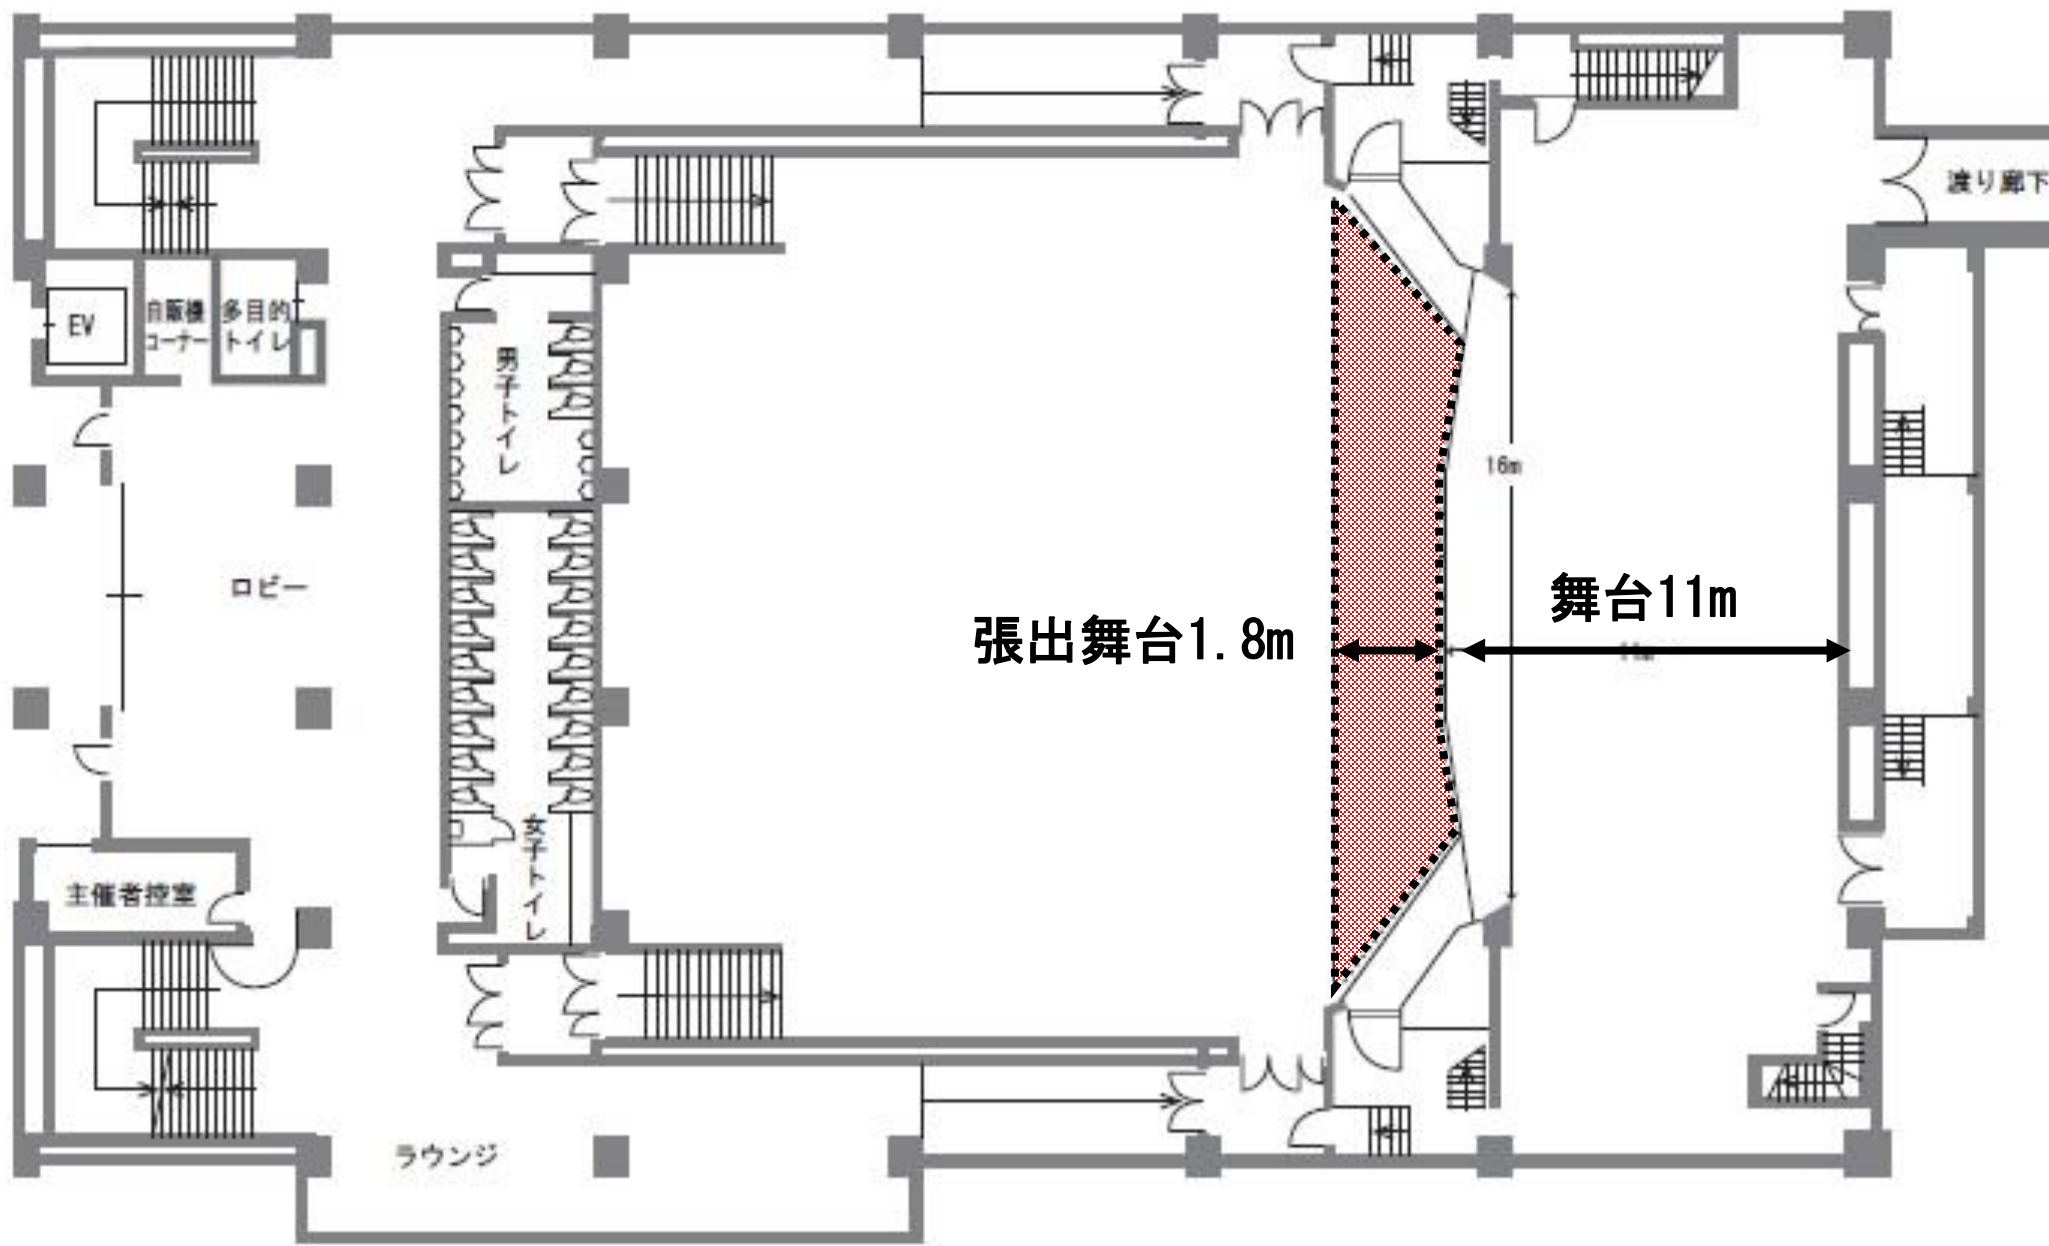 渡り廊下
EV
自販機
コーナー
多目的
トイレ
男子トイレ
16m
ロビー
舞台11m
張出舞台1.8m
11m
女子トイレ
主催者控室
ラウンジ